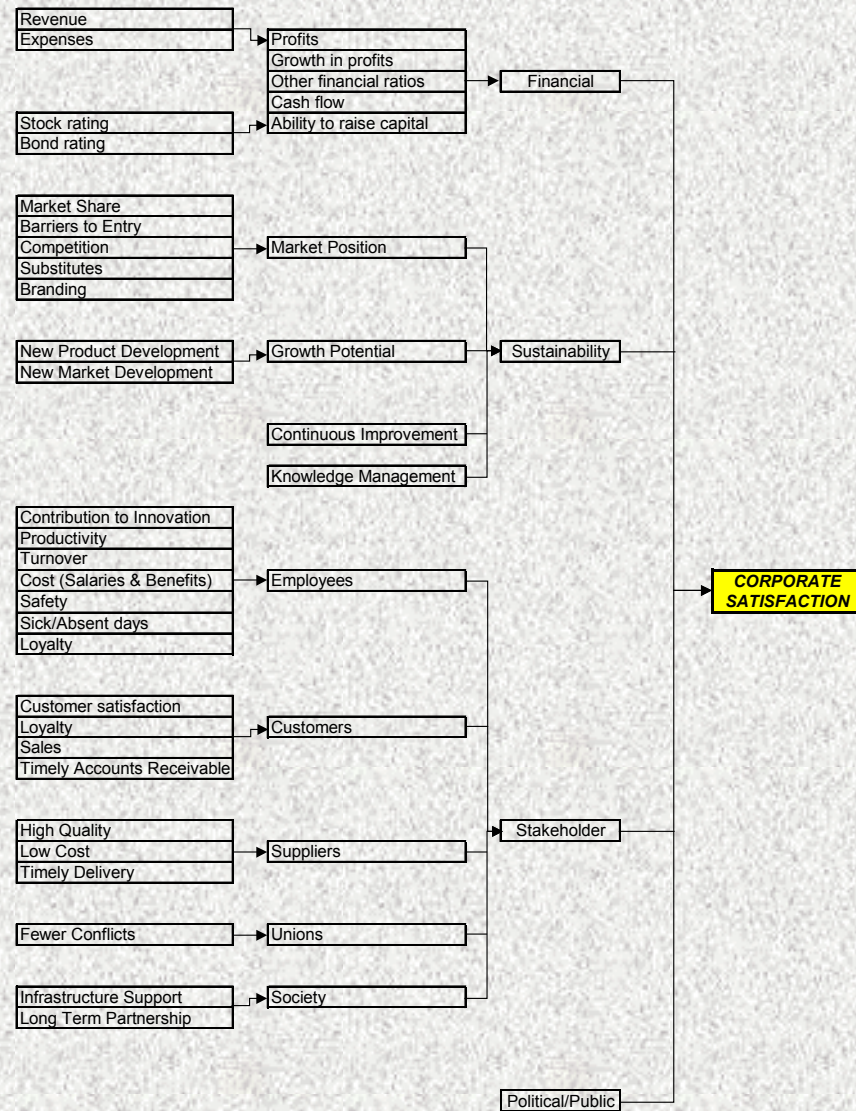 Revenue
Expenses
Profits
Growth in profits
Other financial ratios
Cash flow
Ability to raise capital
Financial
Stock rating
Bond rating
Market Share
Barriers to Entry
Competition
Substitutes
Branding
Market Position
New Product Development
New Market Development
Growth Potential
Sustainability
Continuous Improvement
Knowledge Management
Contribution to Innovation
Productivity
Turnover
Cost (Salaries & Benefits)
Safety
Sick/Absent days
Loyalty
Employees
CORPORATE
SATISFACTION
Customer satisfaction
Loyalty
Sales
Timely Accounts Receivable
Customers
High Quality
Low Cost
Timely Delivery
Suppliers
Stakeholder
Fewer Conflicts
Unions
Infrastructure Support
Long Term Partnership
Society
Political/Public